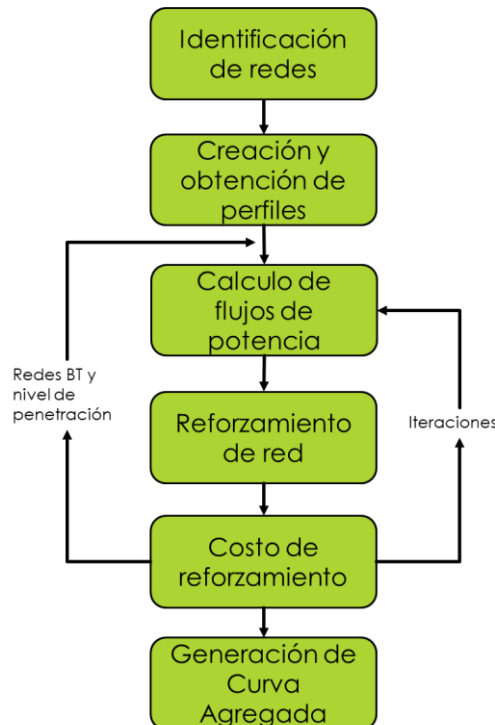 Identificación
de redes
Creación y
obtención de
perfiles
Calculo de
flujos de
potencia
Redes BT y
nivel de
penetración
Reforzamiento
de red
Iteraciones
Costo de
reforzamiento
Generación de
Curva
Agregada